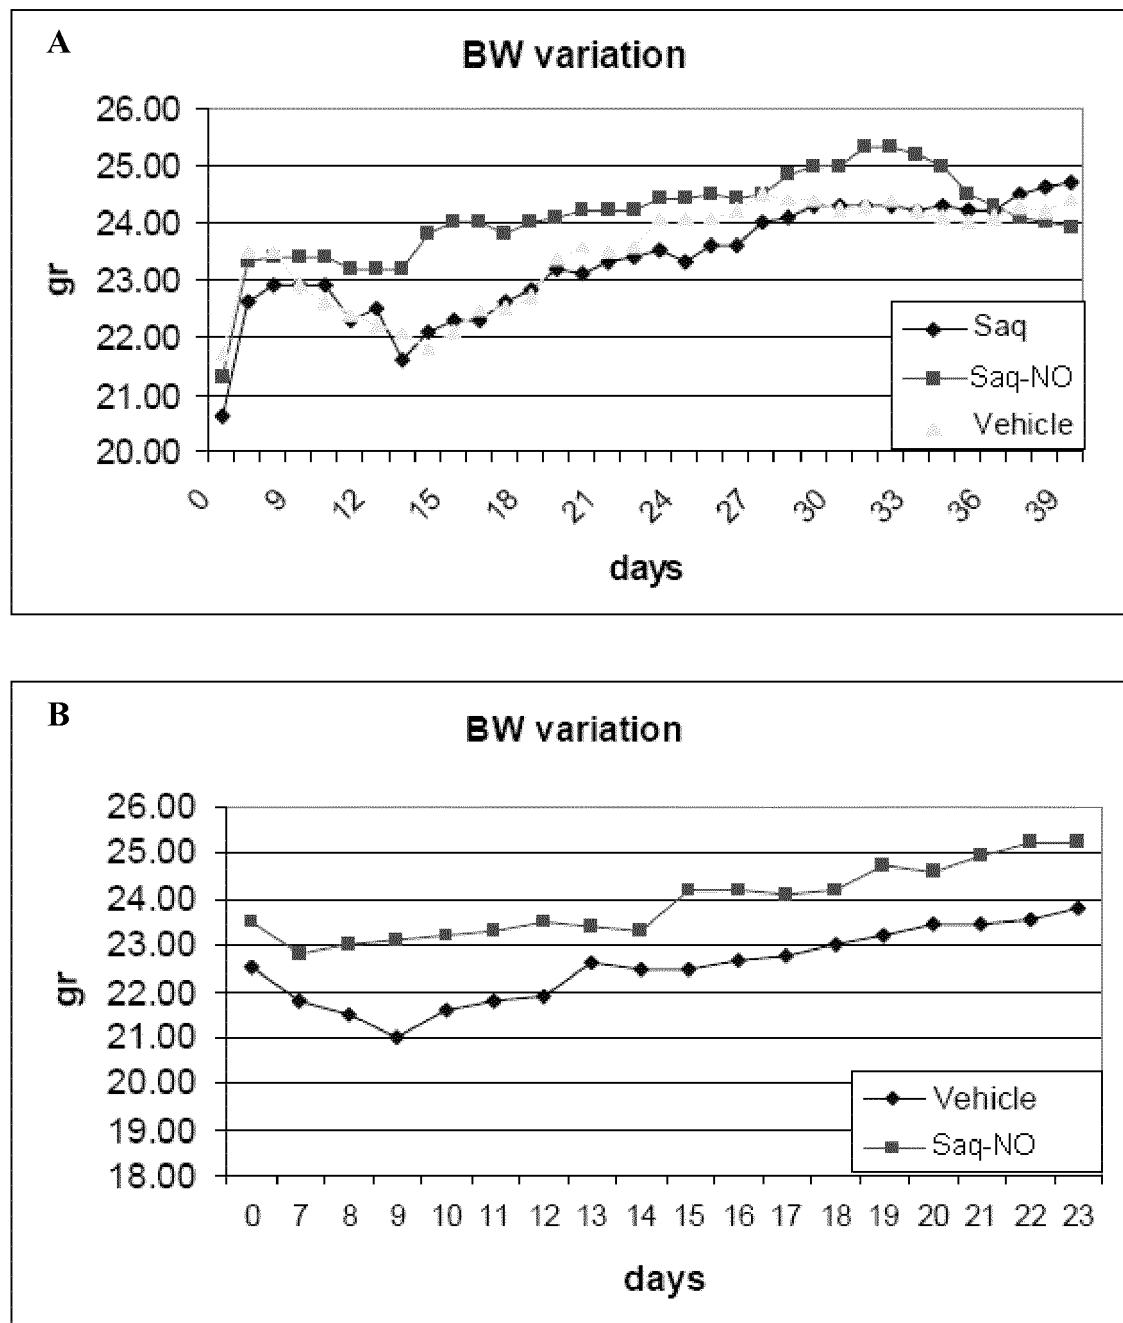 A
BW variation
26.00
25.00
24.00
23.00
22.00
21.00
20.00
gr
Saq
Saq-NO
Vehicle
0 9 12 15 18 21 24 27 30 33 36 39
days
B
BW variation
26.00
25.00
24.00
23.00
22.00
21.00
20.00
19.00
18.00
gr
Vehicle
Saq-NO
0 7 8 9 10 11 12 13 14 15 16 17 18 19 20 21 22 23
days